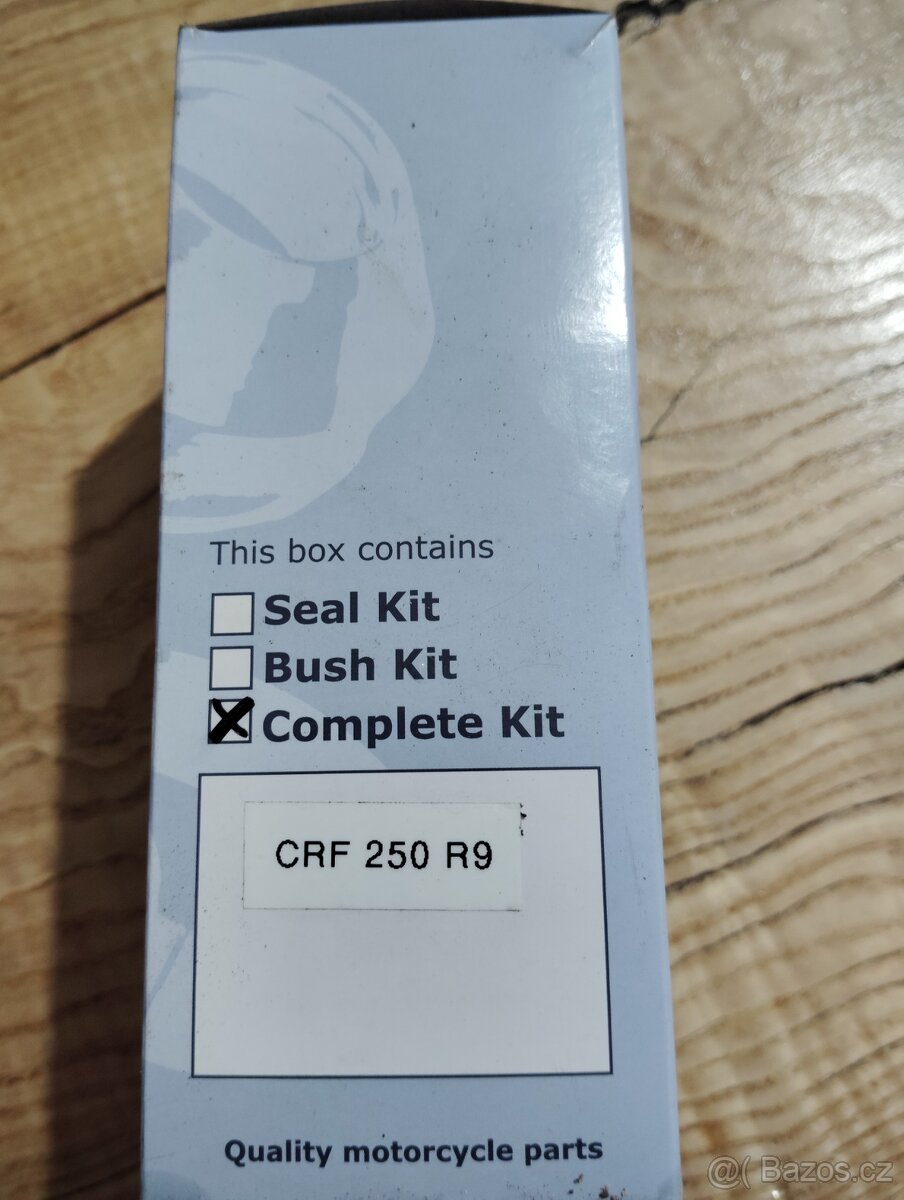 This box contains
Seal Kit
Bush Kit
Complete Kit
CRF 250 R9
Quality motorcycle parts
@( Bazos.cz